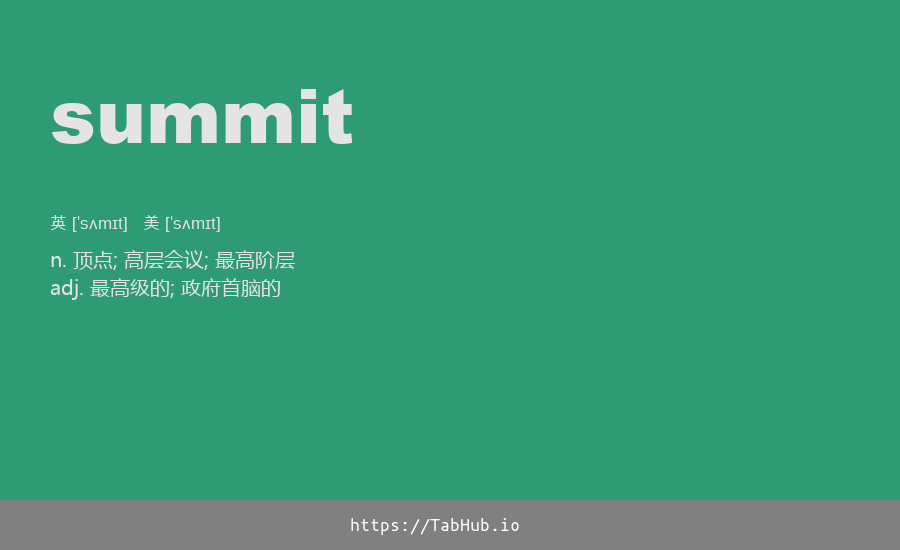 summit
英 [ˈsʌmɪt] 美 [ˈsʌmɪt]
n. 顶点; 高层会议; 最高阶层
adj. 最高级的; 政府首脑的
https://TabHub.io